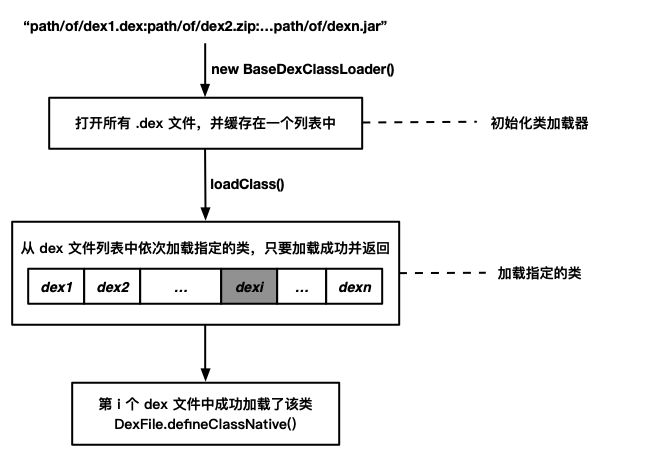 “path/of/dex1.dex:path/of/dex2.zip:...path/of/dexn.jar”
new BaseDexClassLoader()
打开所有 .dex 文件，并缓存在一个列表中
初始化类加载器
loadClass()
从 dex 文件列表中依次加载指定的类，只要加载成功并返回
dex1 dex2 ... dexi ... dexn
加载指定的类
第 i 个 dex 文件中成功加载了该类
DexFile.defineClassNative()